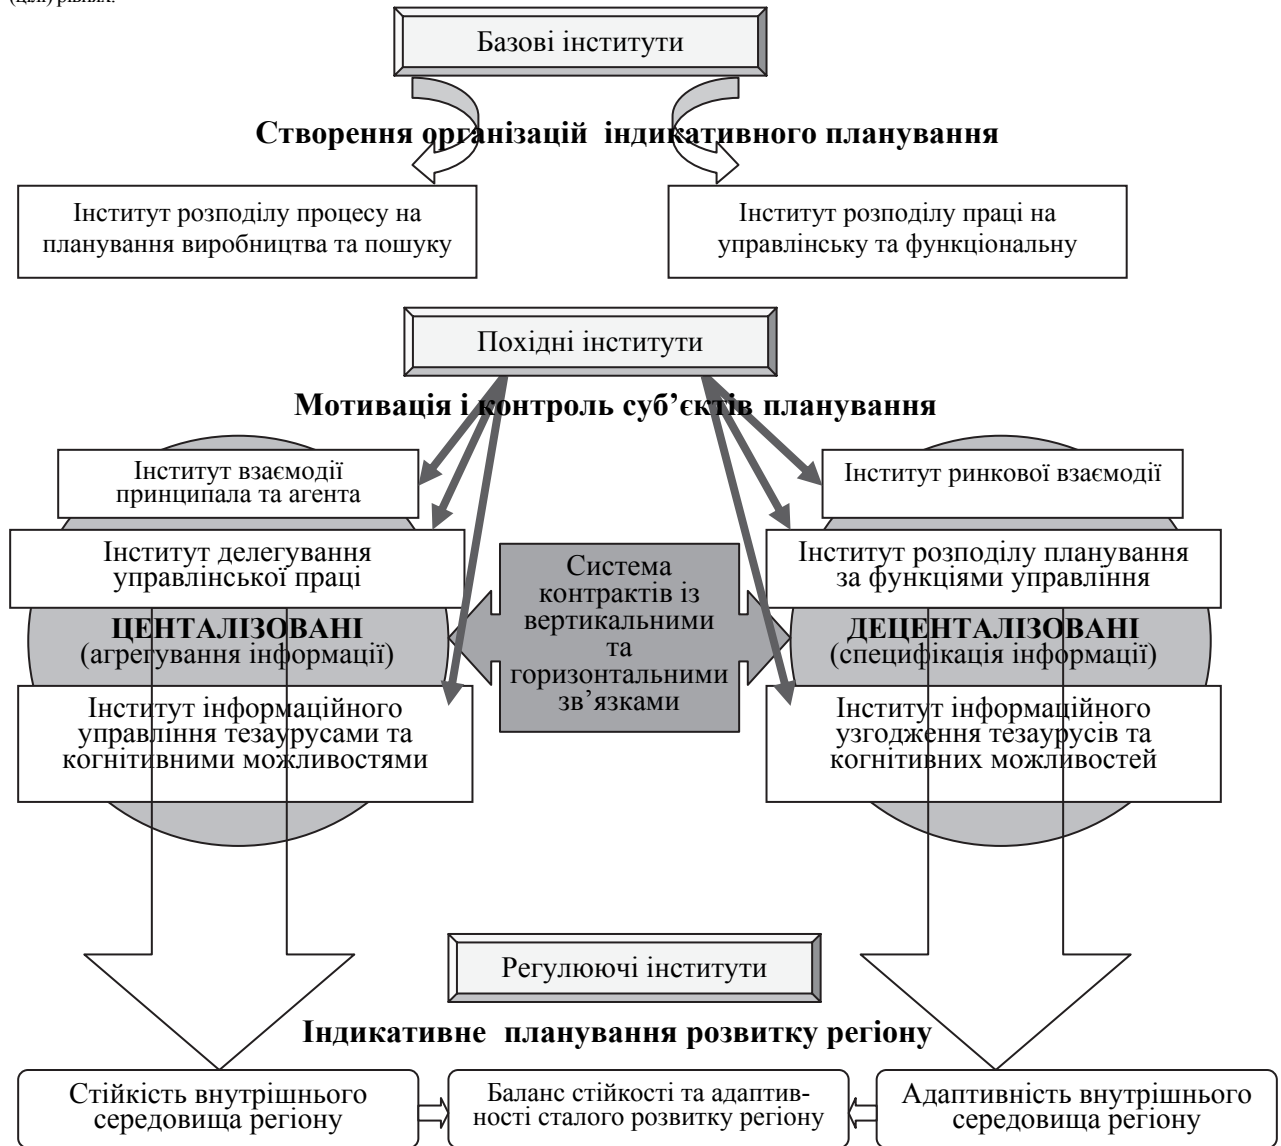 (цілі) рівнях.
Базові інститути
Створення організацій індикативного планування
Інститут розподілу процесу на
планування виробництва та пошуку
Інститут розподілу праці на
управлінську та функціональну
Похідні інститути
Мотивація і контроль суб’єктів планування
Інститут взаємодії
принципала та агента
Інститут делегування
управлінської праці
ЦЕНТАЛІЗОВАНІ
(агрегування інформації)
Інститут інформаційного
управління тезаурусами та
когнітивними можливостями
Система
контрактів із
вертикальними
та
горизонтальними
зв’язками
Інститут ринкової взаємодії
Інститут розподілу планування
за функціями управління
ДЕЦЕНТАЛІЗОВАНІ
(специфікація інформації)
Інститут інформаційного
узгодження тезаурусів та
когнітивних можливостей
Регулюючі інститути
Індикативне планування розвитку регіону
Стійкість внутрішнього
середовища регіону
Баланс стійкості та адаптив-
ності сталого розвитку регіону
Адаптивність внутрішнього
середовища регіону